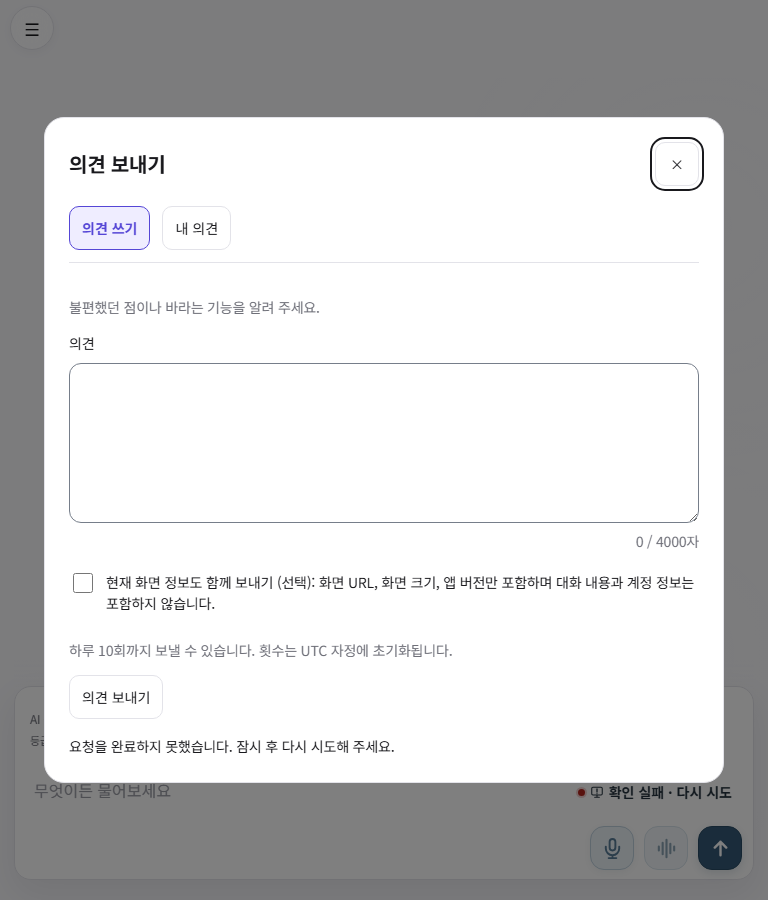 의견 보내기
의견 쓰기
내 의견
불편했던 점이나 바라는 기능을 알려 주세요.
의견
0 / 4000자
현재 화면 정보도 함께 보내기 (선택): 화면 URL, 화면 크기, 앱 버전만 포함하며 대화 내용과 계정 정보는
포함하지 않습니다.
하루 10회까지 보낼 수 있습니다. 횟수는 UTC 자정에 초기화됩니다.
의견 보내기
요청을 완료하지 못했습니다. 잠시 후 다시 시도해 주세요.
AI
무엇이든 물어보세요
확인 실패 · 다시 시도